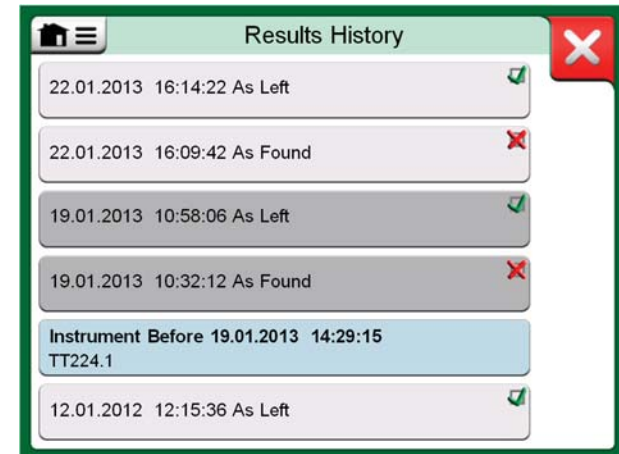 Results History
22.01.2013 16:14:22 As Left
22.01.2013 16:09:42 As Found
19.01.2013 10:58:06 As Left
19.01.2013 10:32:12 As Found
Instrument Before 19.01.2013 14:29:15
TT224.1
12.01.2012 12:15:36 As Left